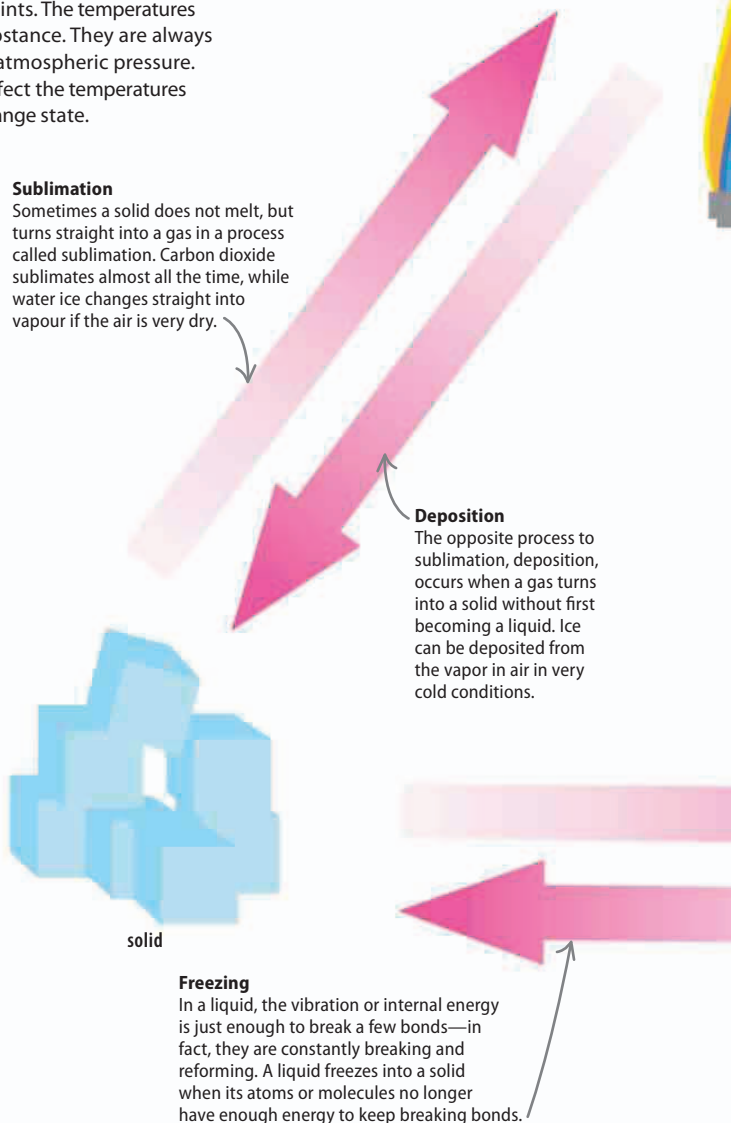 ints. The temperatures
bstance. They are always
atmospheric pressure.
fect the temperatures
ange state.
Sublimation
Sometimes a solid does not melt, but
turns straight into a gas in a process
called sublimation. Carbon dioxide
sublimates almost all the time, while
water ice changes straight into
vapour if the air is very dry.
Deposition
The opposite process to
sublimation, deposition,
occurs when a gas turns
into a solid without first
becoming a liquid. Ice
can be deposited from
the vapor in air in very
cold conditions.
solid
Freezing
In a liquid, the vibration or internal energy
is just enough to break a few bonds—in
fact, they are constantly breaking and
reforming. A liquid freezes into a solid
when its atoms or molecules no longer
have enough energy to keep breaking bonds.